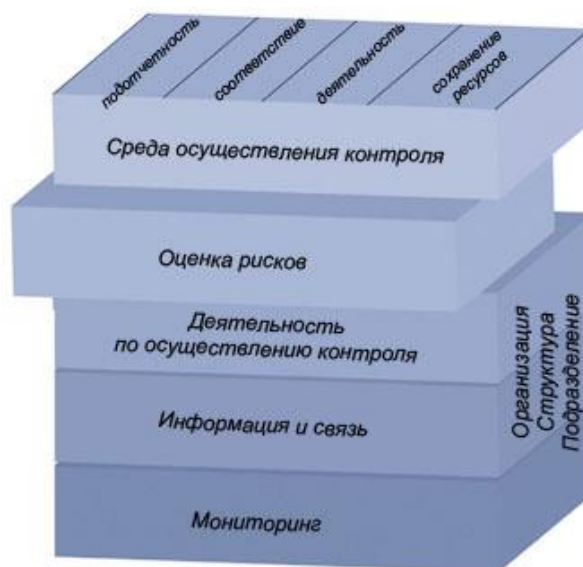 подотчетность
соответствие
деятельность
сохранение
ресурсов
Среда осуществления контроля
Оценка рисков
Деятельность
по осуществлению контроля
Информация и связь
Мониторинг
Организация
Структура
Подразделение